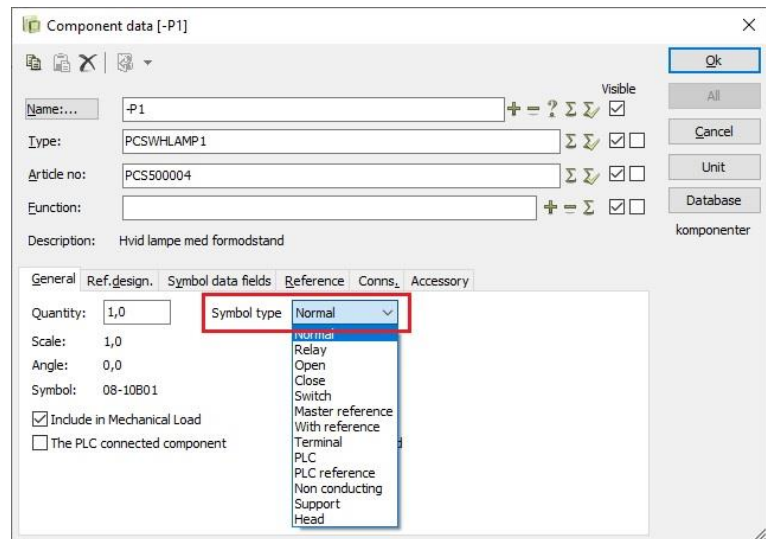 Component data [-P1]
Ok
Visible
Name:... -P1
All
Type: PCSWHLAMP1
Cancel
Article no: PCS500004
Unit
Function:
Database
Description: Hvid lampe med formodstand
komponenter
General Ref.design. Symbol data fields Reference Conns. Accessory
Quantity: 1,0 Symbol type Normal
Normal
Scale: 1,0
Relay
Angle: 0,0
Open
Close
Symbol: 08-10B01
Switch
Master reference
Include in Mechanical Load
With reference
The PLC connected component
Terminal
PLC
PLC reference
Non conducting
Support
Head